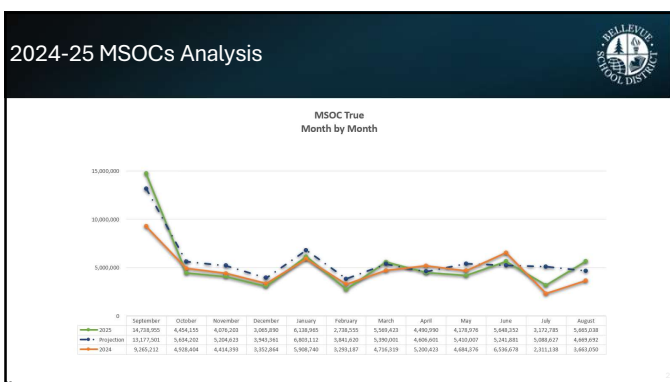 2024-25 MSOCs Analysis
BELLEVUE
SCHOOL DISTRICT
MSOC True
Month by Month
15,000,000
10,000,000
5,000,000
0
September October November December January February March April May June July August
2025 14,738,955 4,454,155 4,076,203 3,065,890 6,138,965 2,738,555 5,569,423 4,490,990 4,178,976 5,648,352 3,172,785 5,665,038
Projection 13,177,501 5,634,202 5,204,623 3,943,361 6,803,112 3,841,620 5,390,001 4,606,601 5,410,007 5,241,881 5,088,627 4,669,692
2024 9,265,212 4,928,404 4,414,393 3,352,864 5,908,740 3,293,187 4,716,319 5,200,423 4,684,376 6,536,678 2,311,138 3,663,050